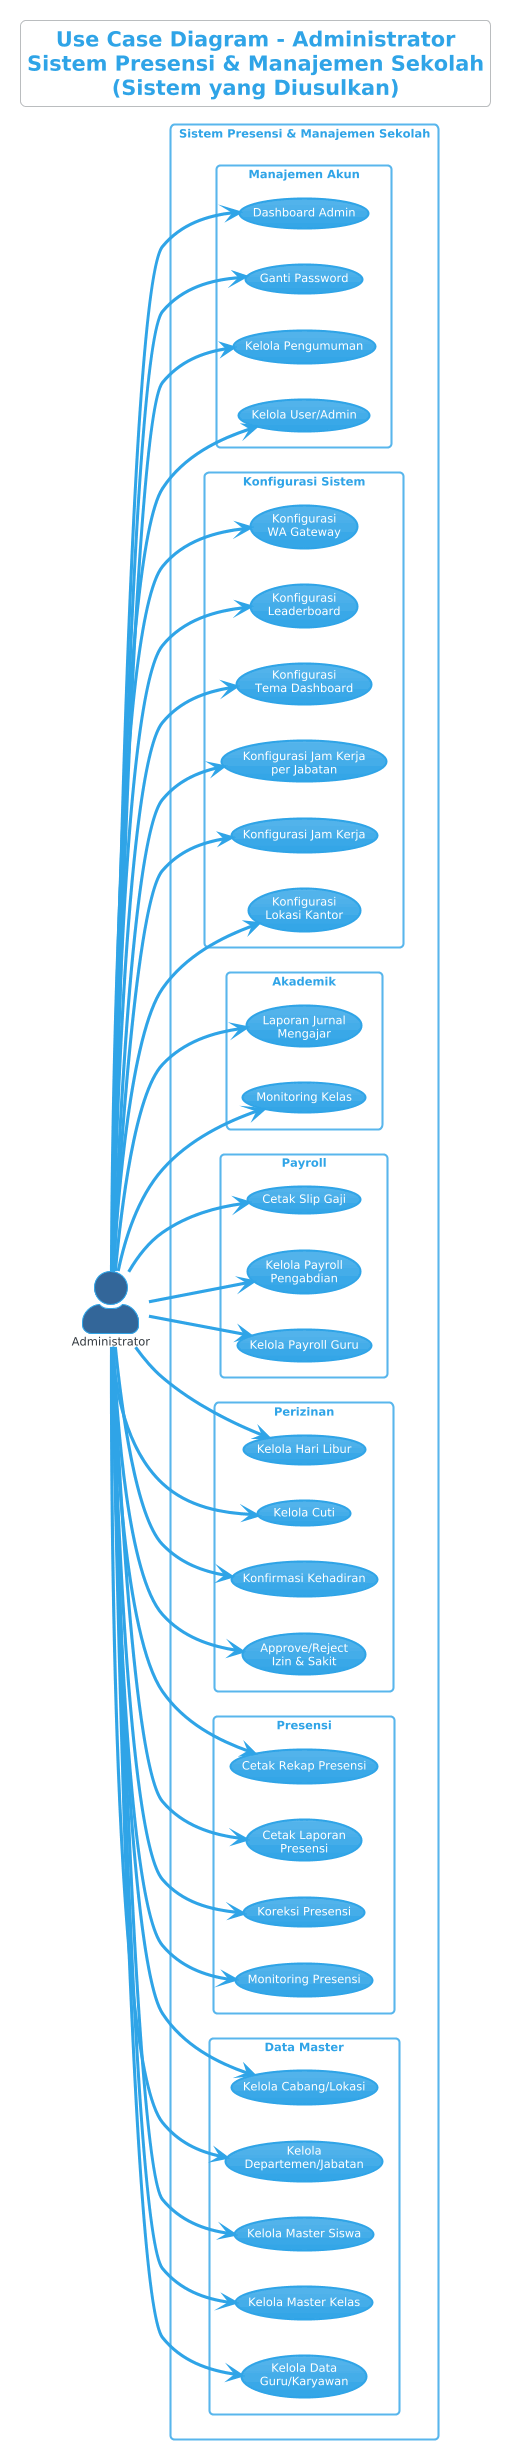 Use Case Diagram - Administrator
Sistem Presensi & Manajemen Sekolah
(Sistem yang Diusulkan)
Sistem Presensi & Manajemen Sekolah
Manajemen Akun
Dashboard Admin
Ganti Password
Kelola Pengumuman
Kelola User/Admin
Konfigurasi Sistem
Konfigurasi
WA Gateway
Konfigurasi
Leaderboard
Konfigurasi
Tema Dashboard
Konfigurasi Jam Kerja
per Jabatan
Konfigurasi Jam Kerja
Konfigurasi
Lokasi Kantor
Akademik
Laporan Jurnal
Mengajar
Monitoring Kelas
Payroll
Cetak Slip Gaji
Kelola Payroll
Pengabdian
Kelola Payroll Guru
Administrator
Perizinan
Kelola Hari Libur
Kelola Cuti
Konfirmasi Kehadiran
Approve/Reject
Izin & Sakit
Presensi
Cetak Rekap Presensi
Cetak Laporan
Presensi
Koreksi Presensi
Monitoring Presensi
Data Master
Kelola Cabang/Lokasi
Kelola
Departemen/Jabatan
Kelola Master Siswa
Kelola Master Kelas
Kelola Data
Guru/Karyawan